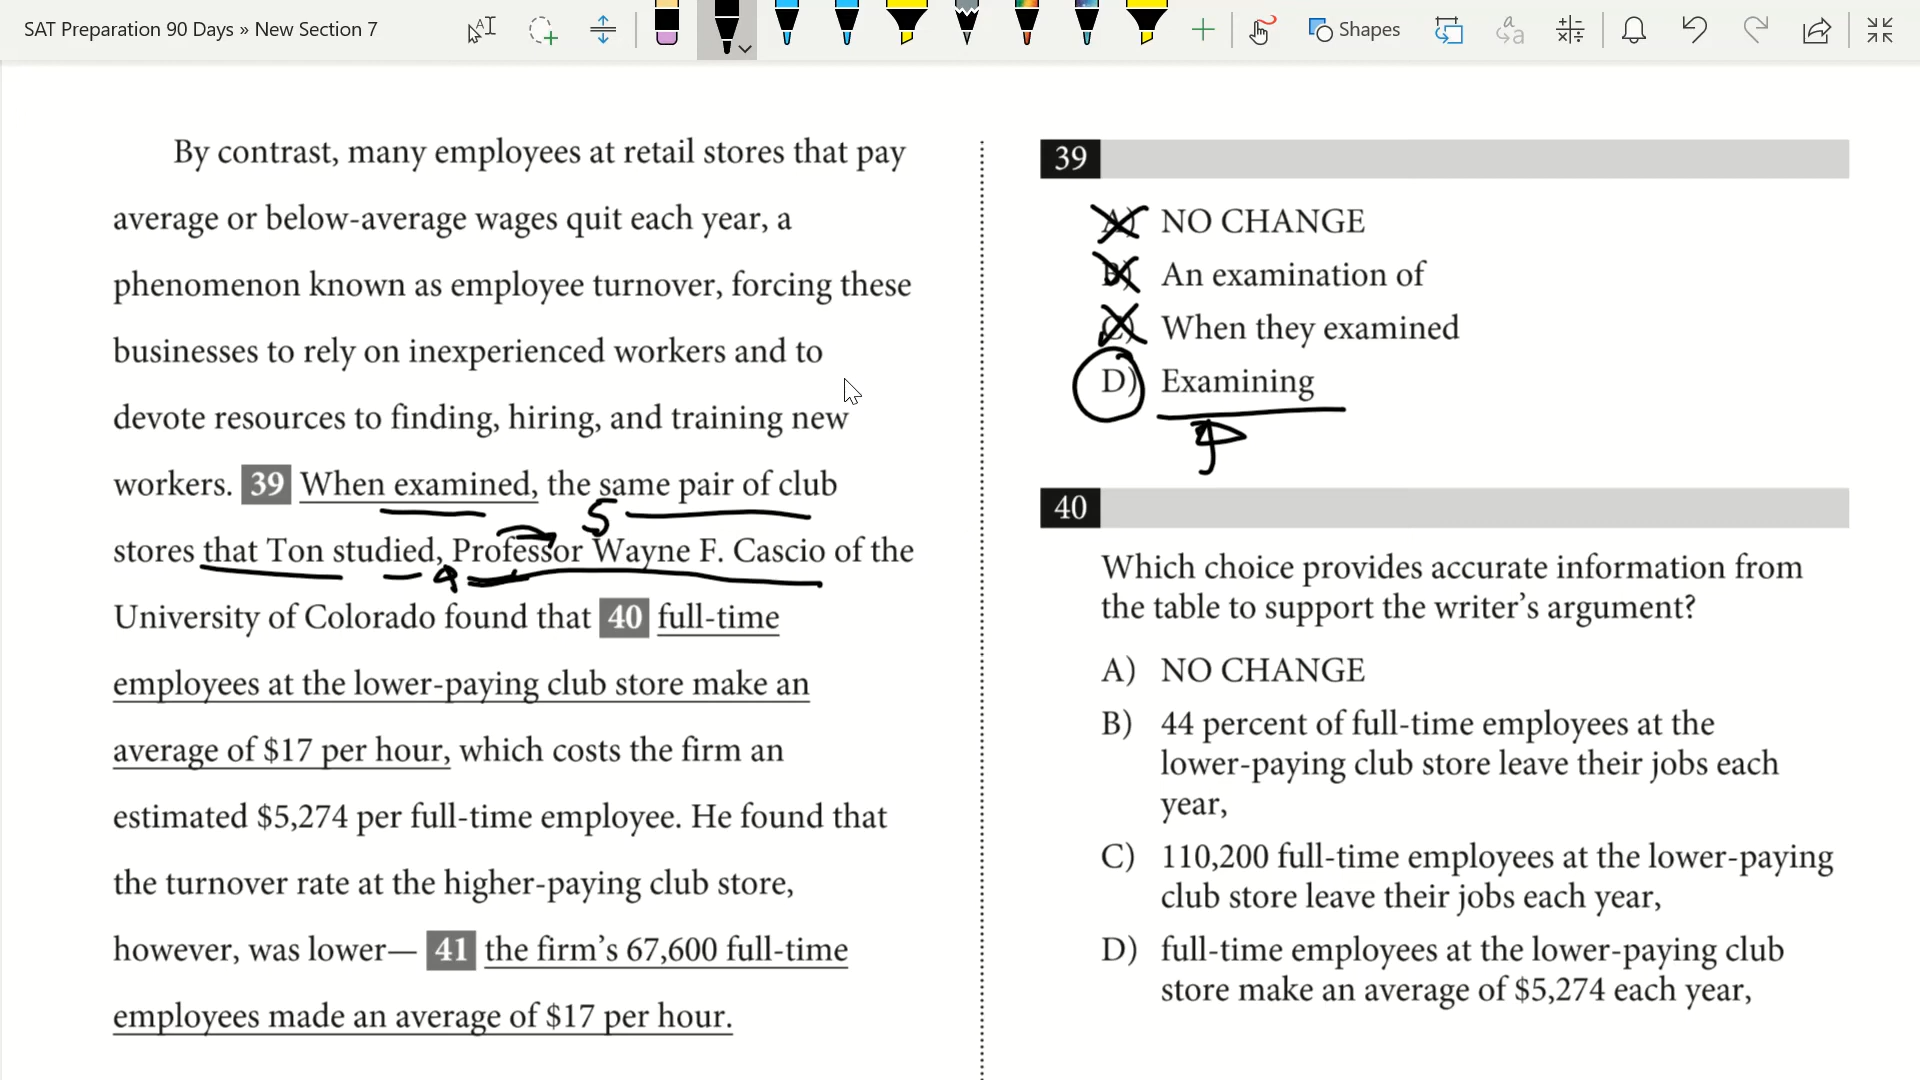 SAT Preparation 90 Days » New Section 7
Shapes
By contrast, many employees at retail stores that pay
average or below-average wages quit each year, a
phenomenon known as employee turnover, forcing these
businesses to rely on inexperienced workers and to
devote resources to finding, hiring, and training new
workers. 39 When examined, the same pair of club
stores that Ton studied, Professor Wayne F. Cascio of the
University of Colorado found that 40 full-time
employees at the lower-paying club store make an
average of $17 per hour, which costs the firm an
estimated $5,274 per full-time employee. He found that
the turnover rate at the higher-paying club store,
however, was lower— 41 the firm’s 67,600 full-time
employees made an average of $17 per hour.
39
A) NO CHANGE
B) An examination of
C) When they examined
D) Examining
40
Which choice provides accurate information from
the table to support the writer’s argument?
A) NO CHANGE
B) 44 percent of full-time employees at the
lower-paying club store leave their jobs each
year,
C) 110,200 full-time employees at the lower-paying
club store leave their jobs each year,
D) full-time employees at the lower-paying club
store make an average of $5,274 each year,